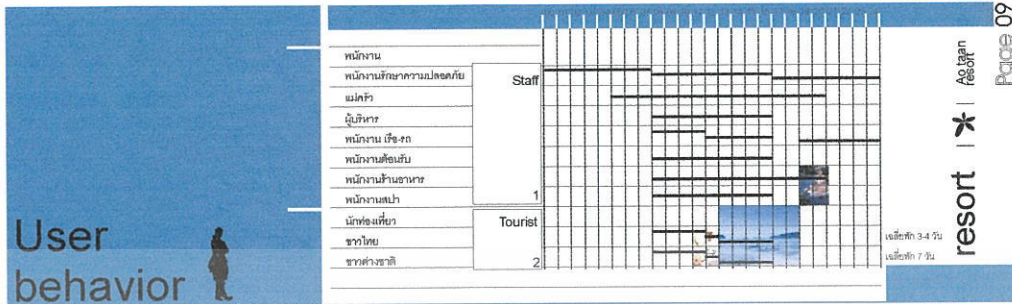 User
behavior
พนักงาน
พนักงานรักษาความปลอดภัย
แม่ครัว
ผู้บริหาร
พนักงาน เรือ-รถ
พนักงานต้อนรับ
พนักงานร้านอาหาร
พนักงานสปา
นักท่องเที่ยว
ชาวไทย
ชาวต่างชาติ
Staff
1
Tourist
2
เฉลี่ยพัก 3-4 วัน
เฉลี่ยพัก 7 วัน
resort
Ao taan
resort
Page 09